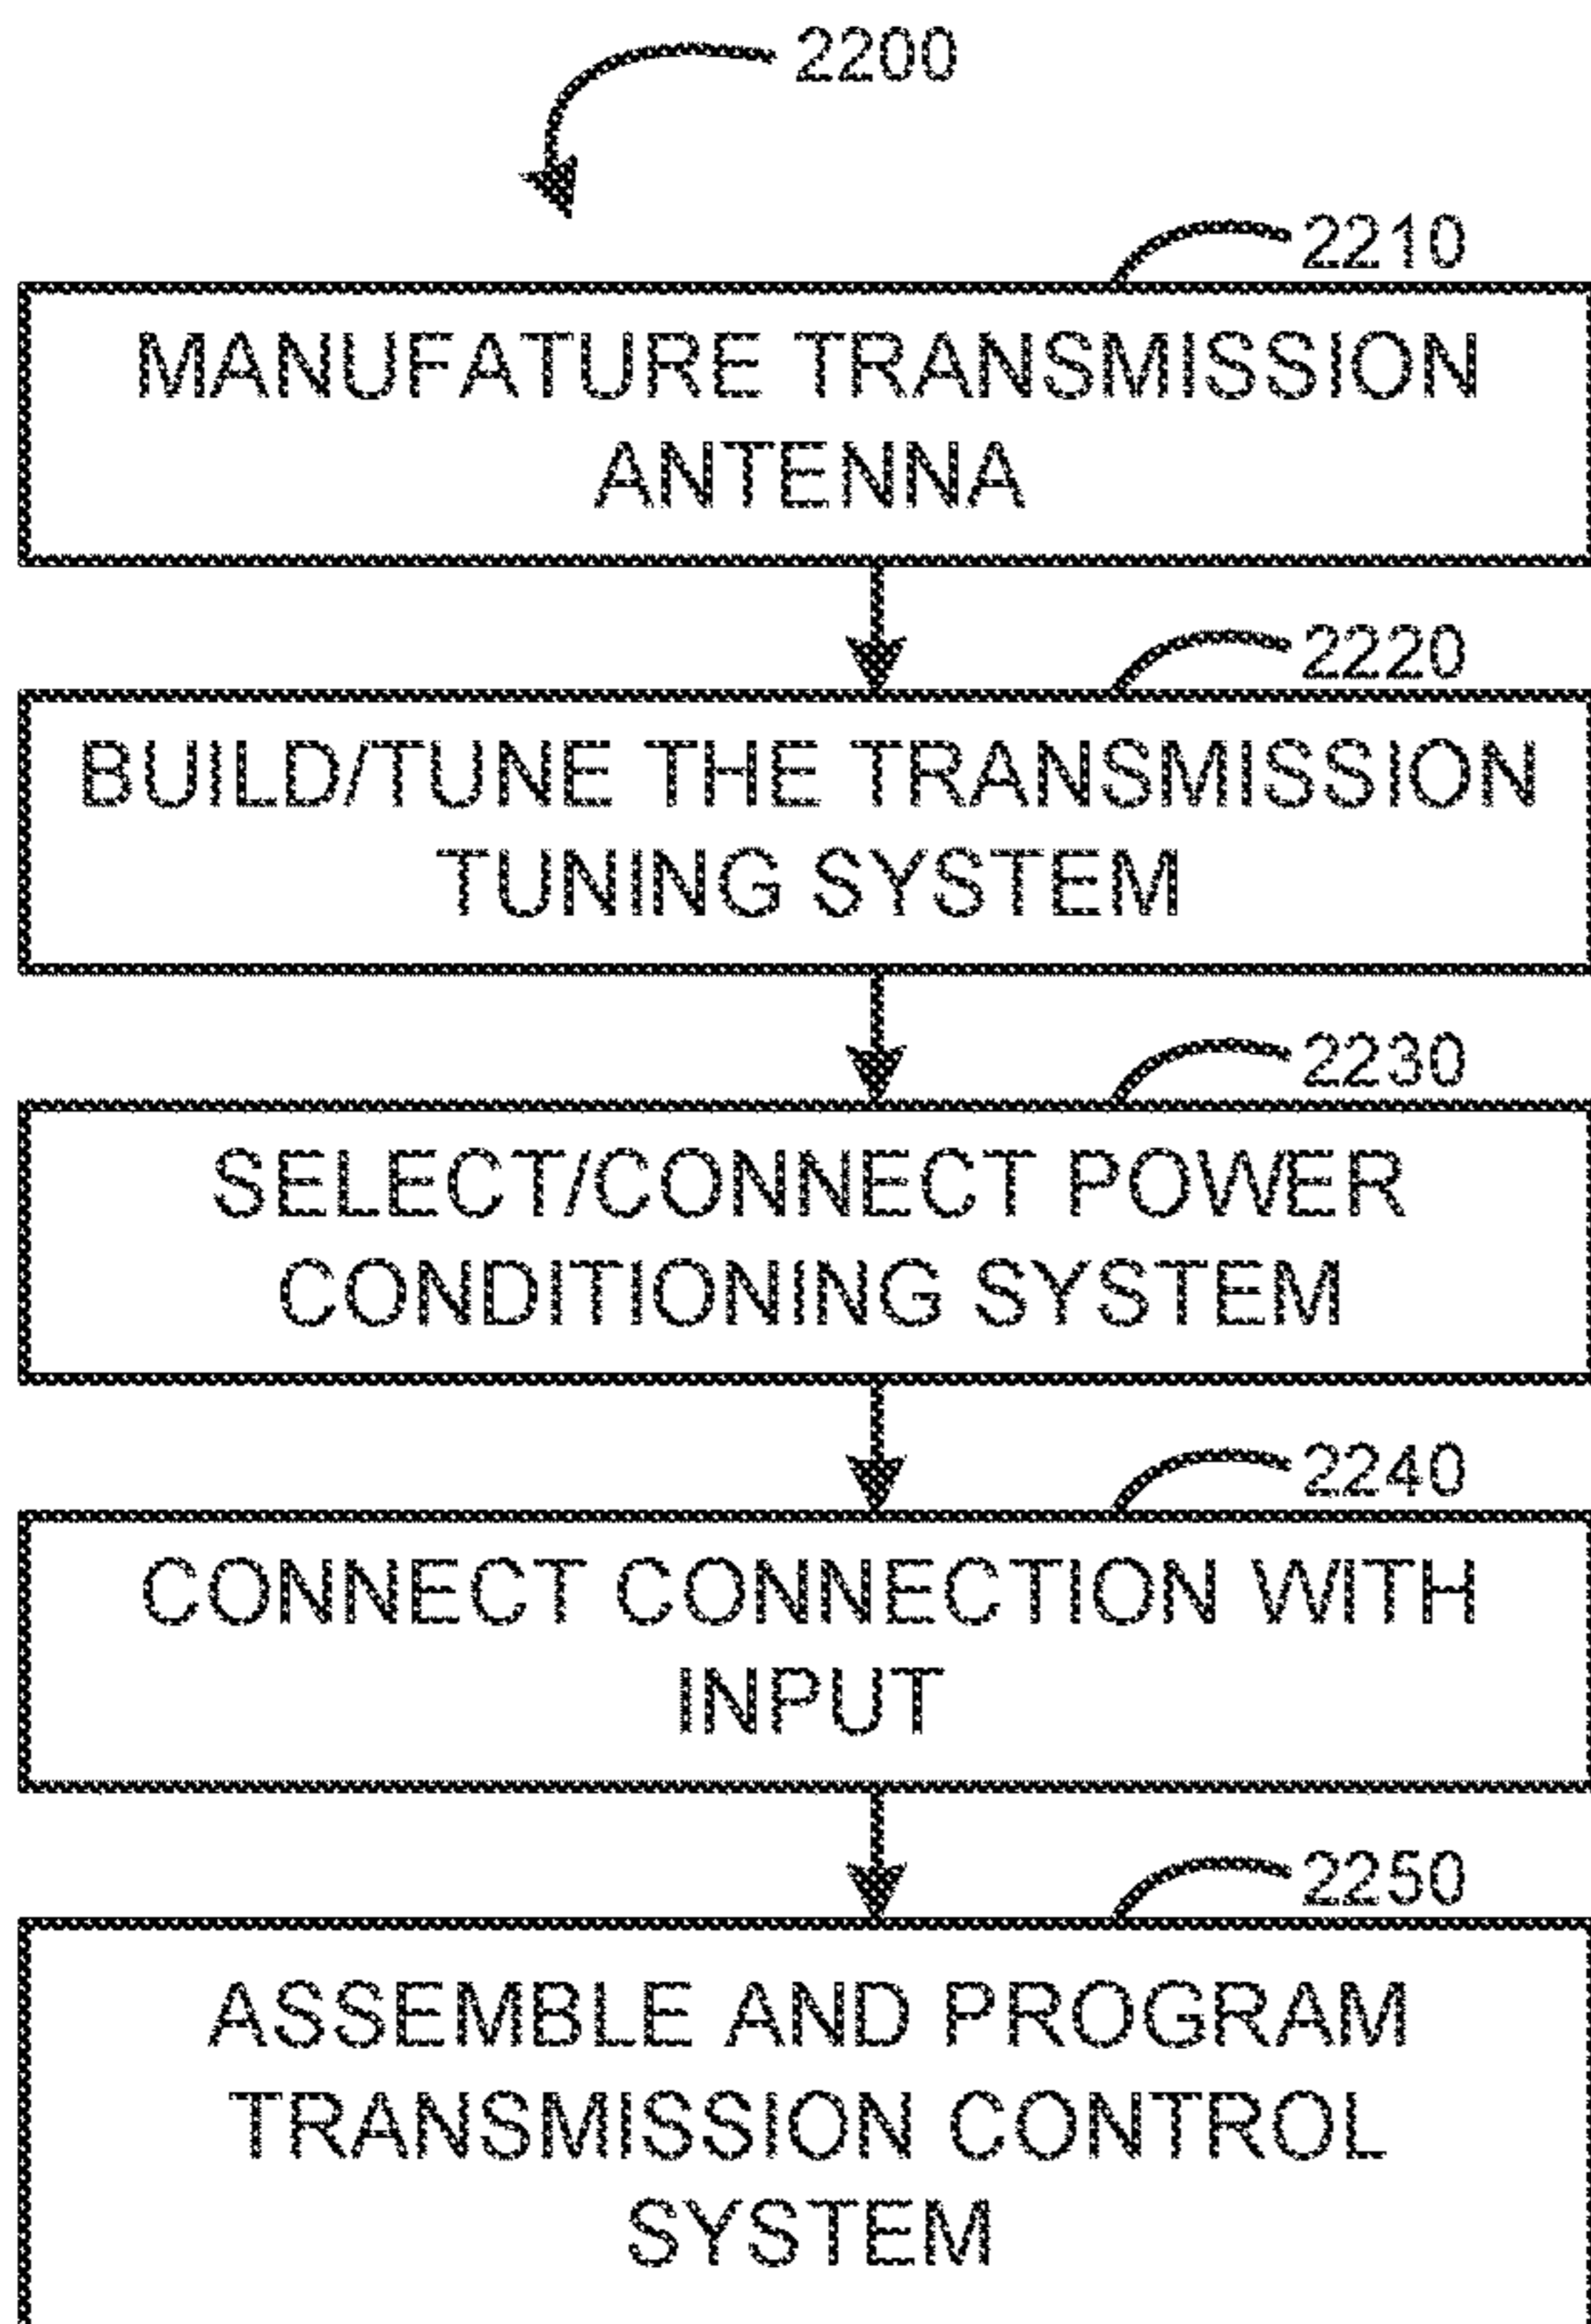 2200
2210
MANUFATURE TRANSMISSION
ANTENNA
2220
BUILD/TUNE THE TRANSMISSION
TUNING SYSTEM
2230
SELECT/CONNECT POWER
CONDITIONING SYSTEM
2240
CONNECT CONNECTION WITH
INPUT
2250
ASSEMBLE AND PROGRAM
TRANSMISSION CONTROL
SYSTEM